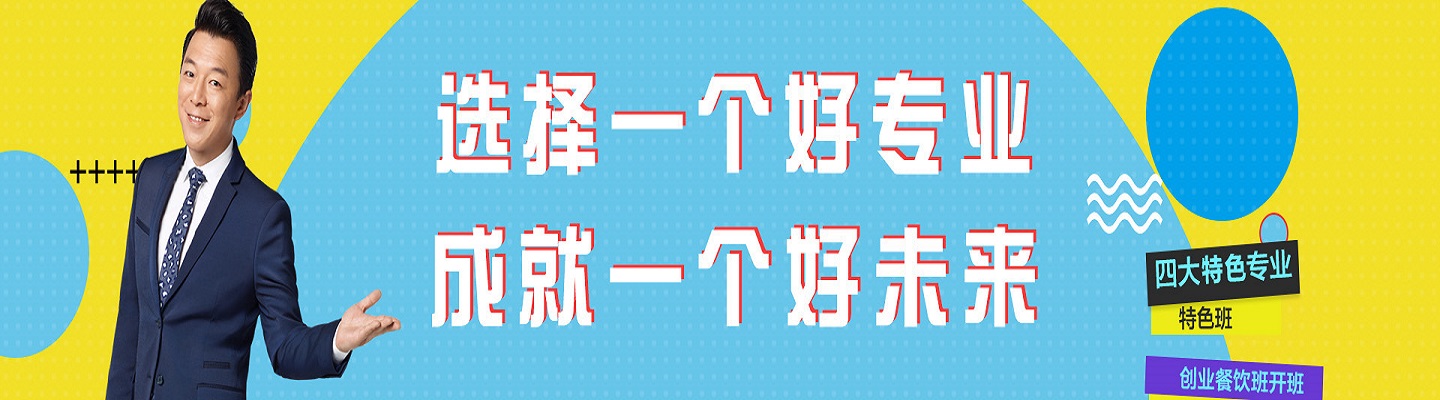 选择一个好专业
成就一个好未来
四大特色专业
特色班
创业餐饮班开班